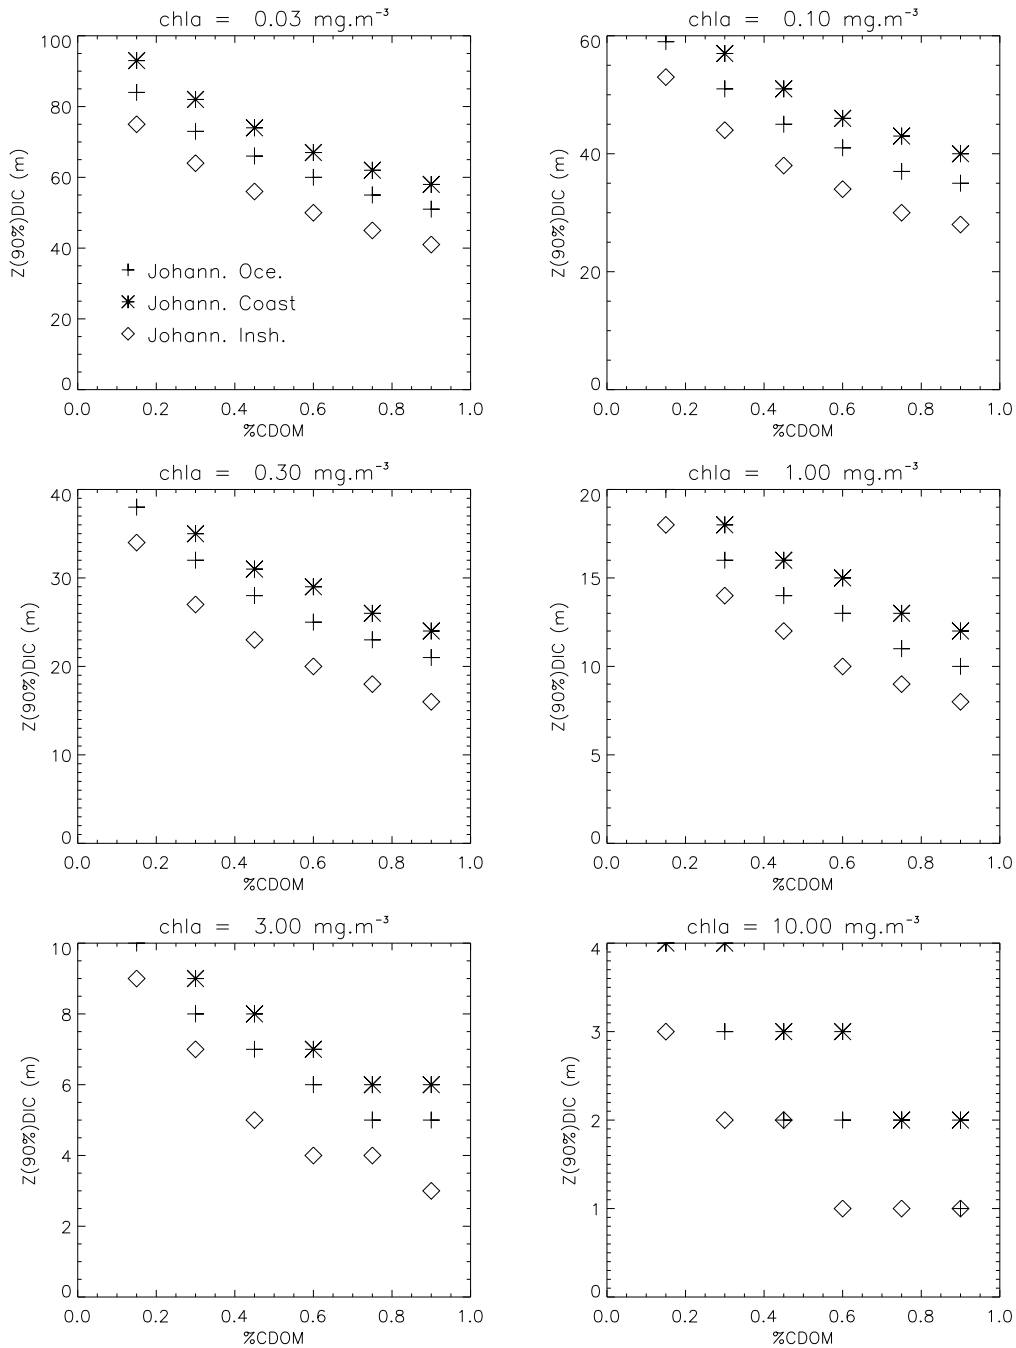 chla = 0.03 mg.m⁻³
100
80
60
40
20
0
Z(90%)DIC (m)
Johann. Oce.
Johann. Coast
Johann. Insh.
0.0 0.2 0.4 0.6 0.8 1.0
%CDOM
chla = 0.10 mg.m⁻³
60
40
20
0
Z(90%)DIC (m)
0.0 0.2 0.4 0.6 0.8 1.0
%CDOM
chla = 0.30 mg.m⁻³
40
30
20
10
0
Z(90%)DIC (m)
0.0 0.2 0.4 0.6 0.8 1.0
%CDOM
chla = 1.00 mg.m⁻³
20
15
10
5
0
Z(90%)DIC (m)
0.0 0.2 0.4 0.6 0.8 1.0
%CDOM
chla = 3.00 mg.m⁻³
10
8
6
4
2
0
Z(90%)DIC (m)
0.0 0.2 0.4 0.6 0.8 1.0
%CDOM
chla = 10.00 mg.m⁻³
4
3
2
1
0
Z(90%)DIC (m)
0.0 0.2 0.4 0.6 0.8 1.0
%CDOM